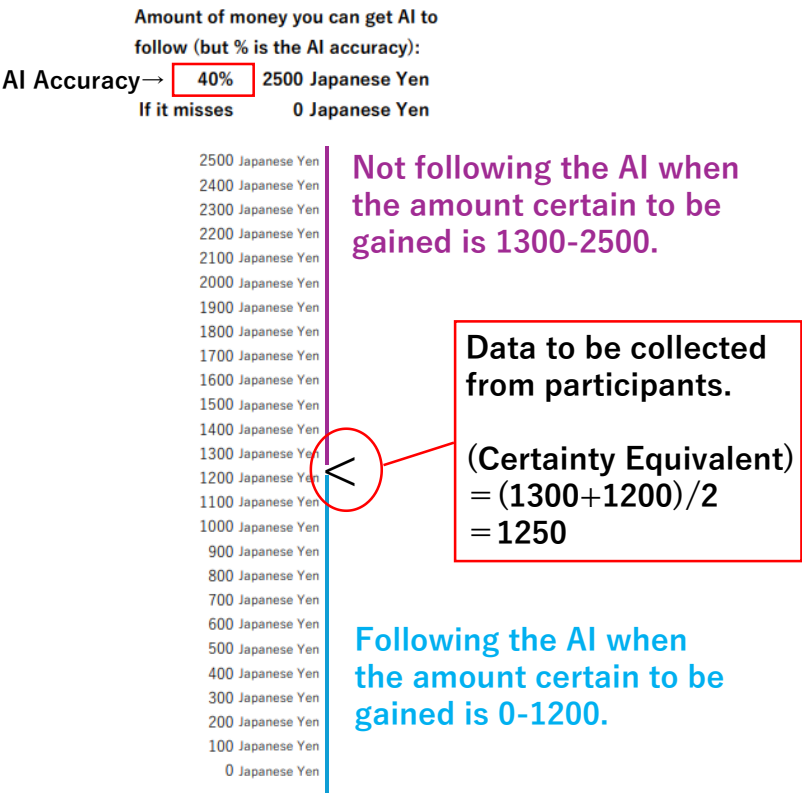 Amount of money you can get AI to
follow (but % is the AI accuracy):
AI Accuracy→ 40% 2500 Japanese Yen
If it misses 0 Japanese Yen
2500 Japanese Yen
2400 Japanese Yen
2300 Japanese Yen
2200 Japanese Yen
2100 Japanese Yen
2000 Japanese Yen
1900 Japanese Yen
1800 Japanese Yen
1700 Japanese Yen
1600 Japanese Yen
1500 Japanese Yen
1400 Japanese Yen
1300 Japanese Yen
1200 Japanese Yen
1100 Japanese Yen
1000 Japanese Yen
900 Japanese Yen
800 Japanese Yen
700 Japanese Yen
600 Japanese Yen
500 Japanese Yen
400 Japanese Yen
300 Japanese Yen
200 Japanese Yen
100 Japanese Yen
0 Japanese Yen
Not following the AI when
the amount certain to be
gained is 1300-2500.
<
Data to be collected
from participants.
(Certainty Equivalent)
=(1300+1200)/2
=1250
Following the AI when
the amount certain to be
gained is 0-1200.